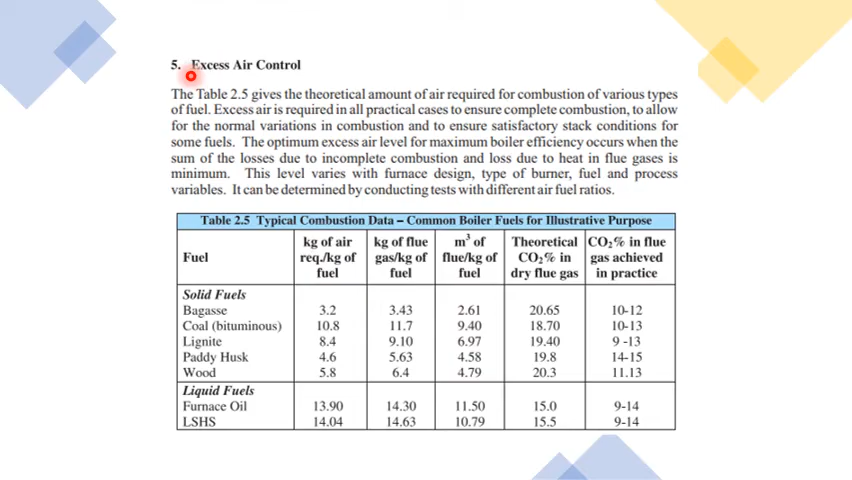 5. Excess Air Control
The Table 2.5 gives the theoretical amount of air required for combustion of various types
of fuel. Excess air is required in all practical cases to ensure complete combustion, to allow
for the normal variations in combustion and to ensure satisfactory stack conditions for
some fuels. The optimum excess air level for maximum boiler efficiency occurs when the
sum of the losses due to incomplete combustion and loss due to heat in flue gases is
minimum. This level varies with furnace design, type of burner, fuel and process
variables. It can be determined by conducting tests with different air fuel ratios.
Table 2.5 Typical Combustion Data – Common Boiler Fuels for Illustrative Purpose
Fuel | kg of air req./kg of fuel | kg of flue gas/kg of fuel | m³ of flue/kg of fuel | Theoretical CO₂% in dry flue gas | CO₂% in flue gas achieved in practice
Solid Fuels
Bagasse 3.2 3.43 2.61 20.65 10-12
Coal (bituminous) 10.8 11.7 9.40 18.70 10-13
Lignite 8.4 9.10 6.97 19.40 9 -13
Paddy Husk 4.6 5.63 4.58 19.8 14-15
Wood 5.8 6.4 4.79 20.3 11.13
Liquid Fuels
Furnace Oil 13.90 14.30 11.50 15.0 9-14
LSHS 14.04 14.63 10.79 15.5 9-14